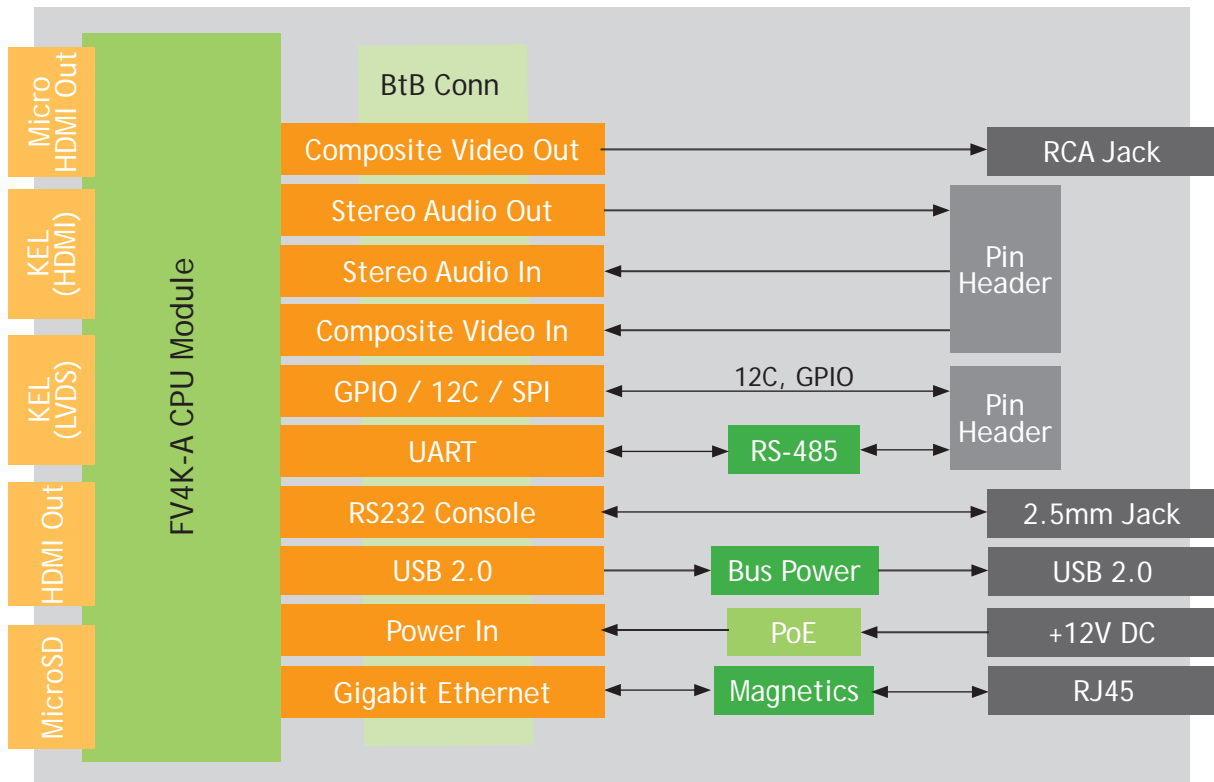 Micro
HDMI Out
KEL
(HDMI)
KEL
(LVDS)
HDMI Out
MicroSD
FV4K-A CPU Module
BtB Conn
Composite Video Out
RCA Jack
Stereo Audio Out
Stereo Audio In
Composite Video In
Pin
Header
GPIO / 12C / SPI
12C, GPIO
UART
RS-485
Pin
Header
RS232 Console
2.5mm Jack
USB 2.0
Bus Power
USB 2.0
Power In
PoE
+12V DC
Gigabit Ethernet
Magnetics
RJ45